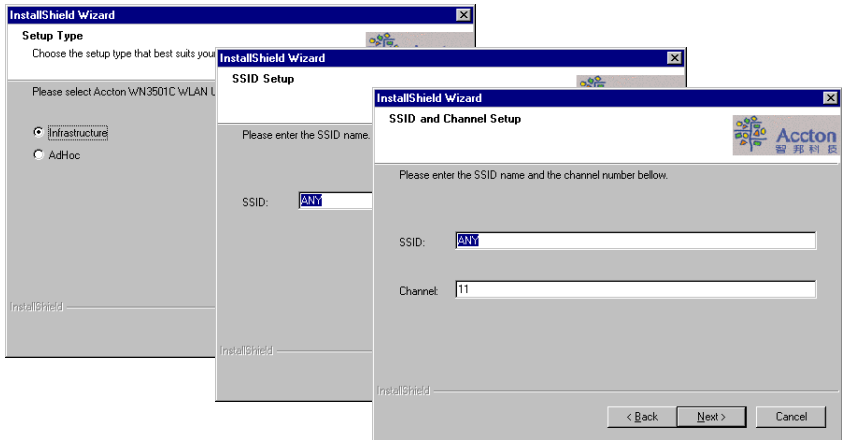 InstallShield Wizard
Setup Type
Choose the setup type that best suits you
Please select Accton WN3501C WLAN U
Infrastructure
AdHoc
InstallShield
InstallShield Wizard
SSID Setup
Please enter the SSID name.
SSID:
ANY
InstallShield
InstallShield Wizard
SSID and Channel Setup
Accton
智邦科技
Please enter the SSID name and the channel number bellow.
SSID:
ANY
Channel:
11
InstallShield
< Back
Next >
Cancel